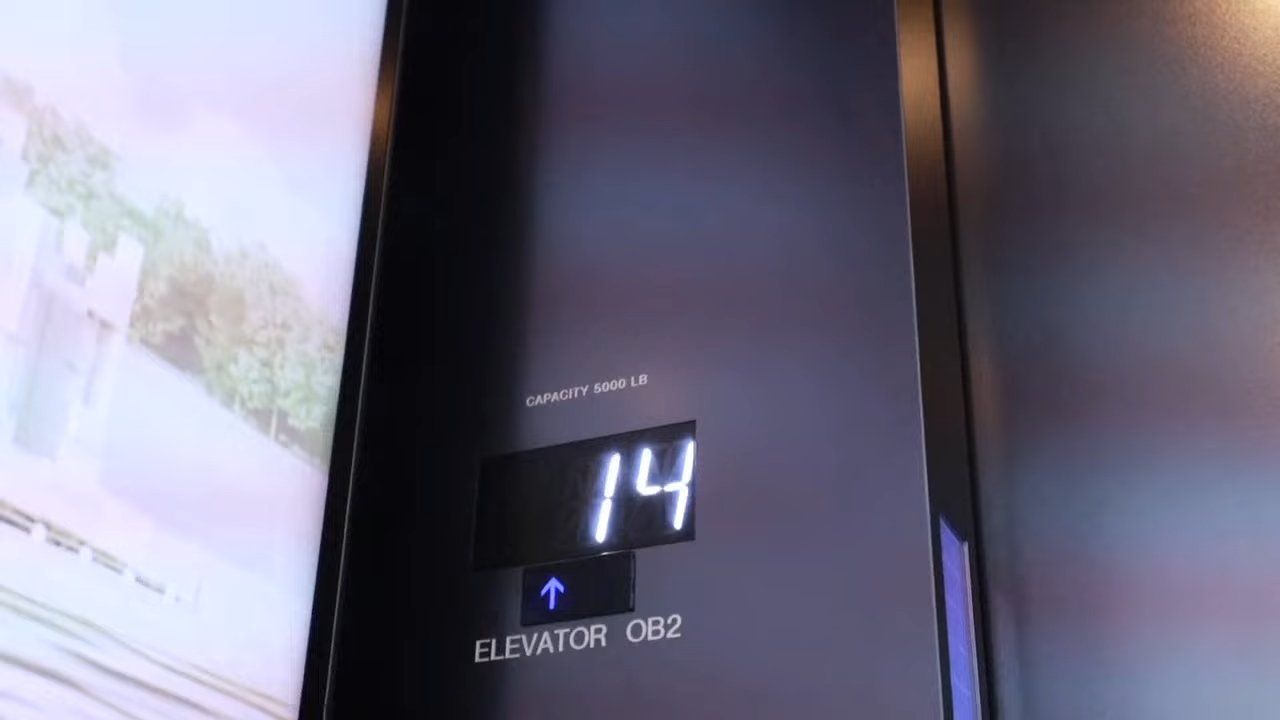 CAPACITY 5000 LB
14
↑
ELEVATOR OB2